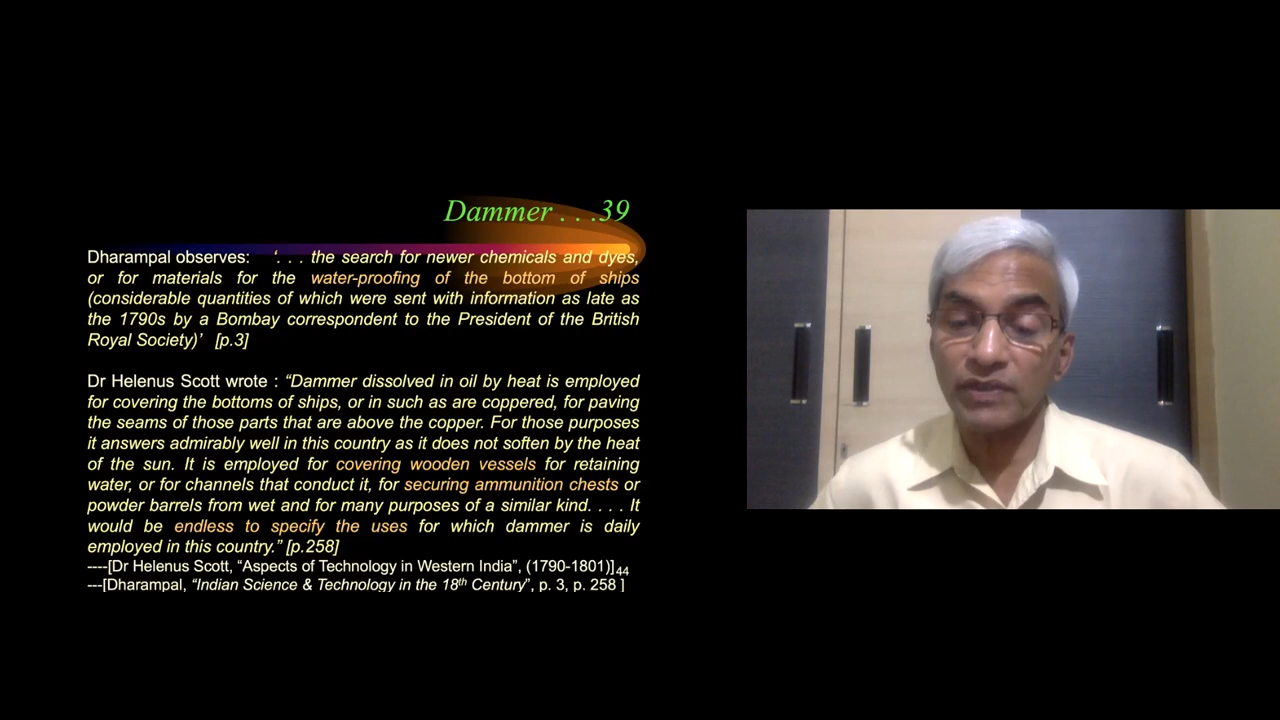 Dammer . . .39
Dharampal observes: ‘. . . the search for newer chemicals and dyes,
or for materials for the water-proofing of the bottom of ships
(considerable quantities of which were sent with information as late as
the 1790s by a Bombay correspondent to the President of the British
Royal Society)’ [p.3]
Dr Helenus Scott wrote : “Dammer dissolved in oil by heat is employed
for covering the bottoms of ships, or in such as are coppered, for paving
the seams of those parts that are above the copper. For those purposes
it answers admirably well in this country as it does not soften by the heat
of the sun. It is employed for covering wooden vessels for retaining
water, or for channels that conduct it, for securing ammunition chests or
powder barrels from wet and for many purposes of a similar kind. . . . It
would be endless to specify the uses for which dammer is daily
employed in this country.” [p.258]
----[Dr Helenus Scott, “Aspects of Technology in Western India”, (1790-1801)]44
---[Dharampal, “Indian Science & Technology in the 18th Century”, p. 3, p. 258 ]